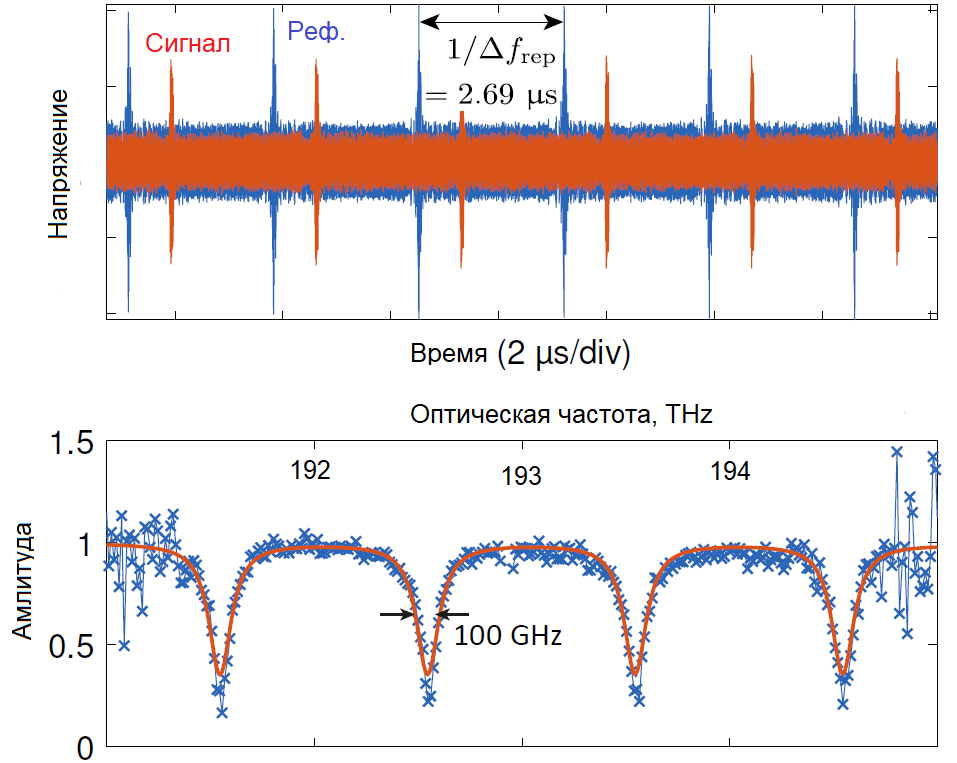 Сигнал
Реф.
1/Δf_rep
= 2.69 μs
Напряжение
Время (2 μs/div)
Оптическая частота, THz
1.5
192
193
194
1
Амлитуда
0.5
100 GHz
0